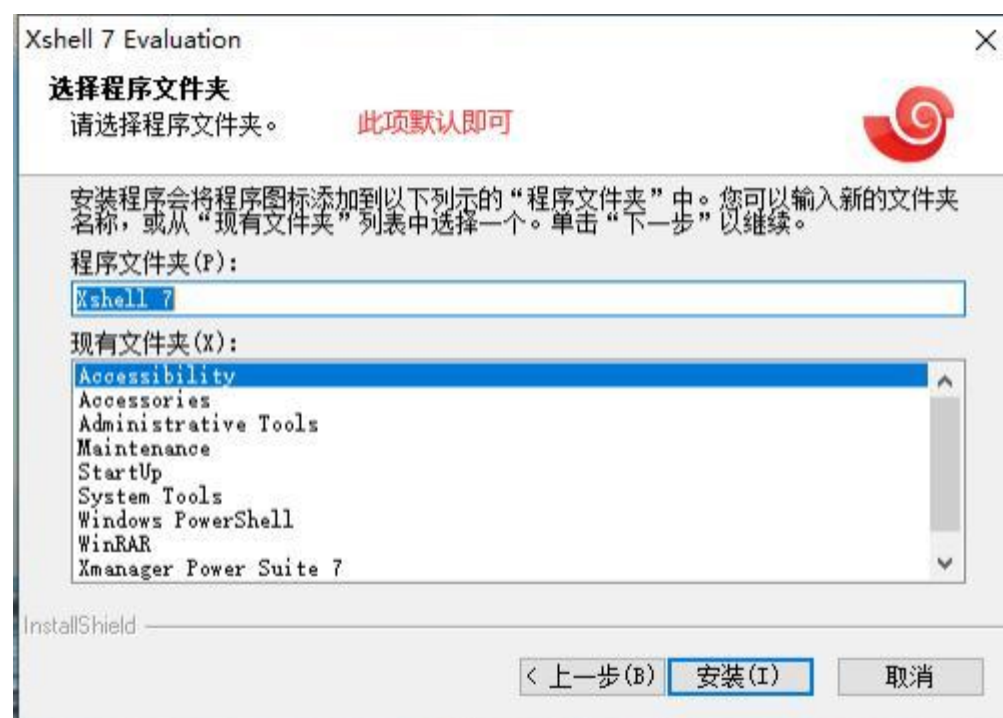 Xshell 7 Evaluation
选择程序文件夹
请选择程序文件夹。 此项默认即可
安装程序会将程序图标添加到以下列示的“程序文件夹”中。您可以输入新的文件夹
名称，或从“现有文件夹”列表中选择一个。单击“下一步”以继续。
程序文件夹(P)：
Xshell 7
现有文件夹(X)：
Accessibility
Accessories
Administrative Tools
Maintenance
StartUp
System Tools
Windows PowerShell
WinRAR
Xmanager Power Suite 7
InstallShield
< 上一步(B) 安装(I) 取消